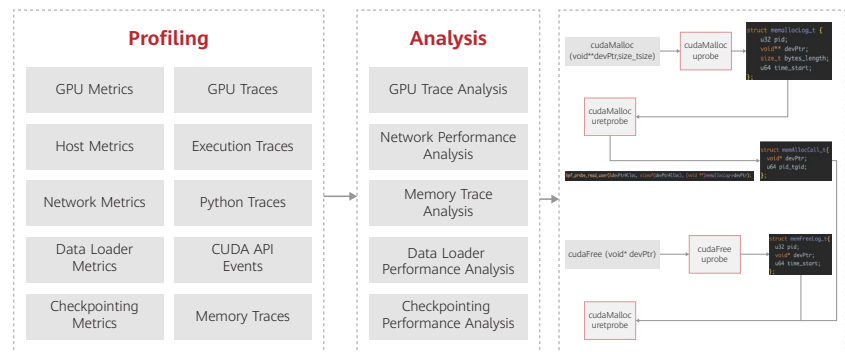 Profiling
GPU Metrics
GPU Traces
Host Metrics
Execution Traces
Network Metrics
Python Traces
Data Loader
Metrics
CUDA API
Events
Checkpointing
Metrics
Memory Traces
Analysis
GPU Trace Analysis
Network Performance
Analysis
Memory Trace
Analysis
Data Loader
Performance Analysis
Checkpointing
Performance Analysis
cudaMalloc
(void**devPtr,size_tsize)
cudaMalloc
uprobe
struct memallocLog_t {
u32 pid;
void** devPtr;
size_t bytes_length;
u64 time_start;
};
cudaMalloc
uretprobe
struct memAllocCall_t{
void* devPtr;
u64 pid_tgid;
};
cudaFree (void* devPtr)
cudaFree
uprobe
struct memFreeLog_t{
u32 pid;
void* devPtr;
u64 time_start;
};
cudaMalloc
uretprobe